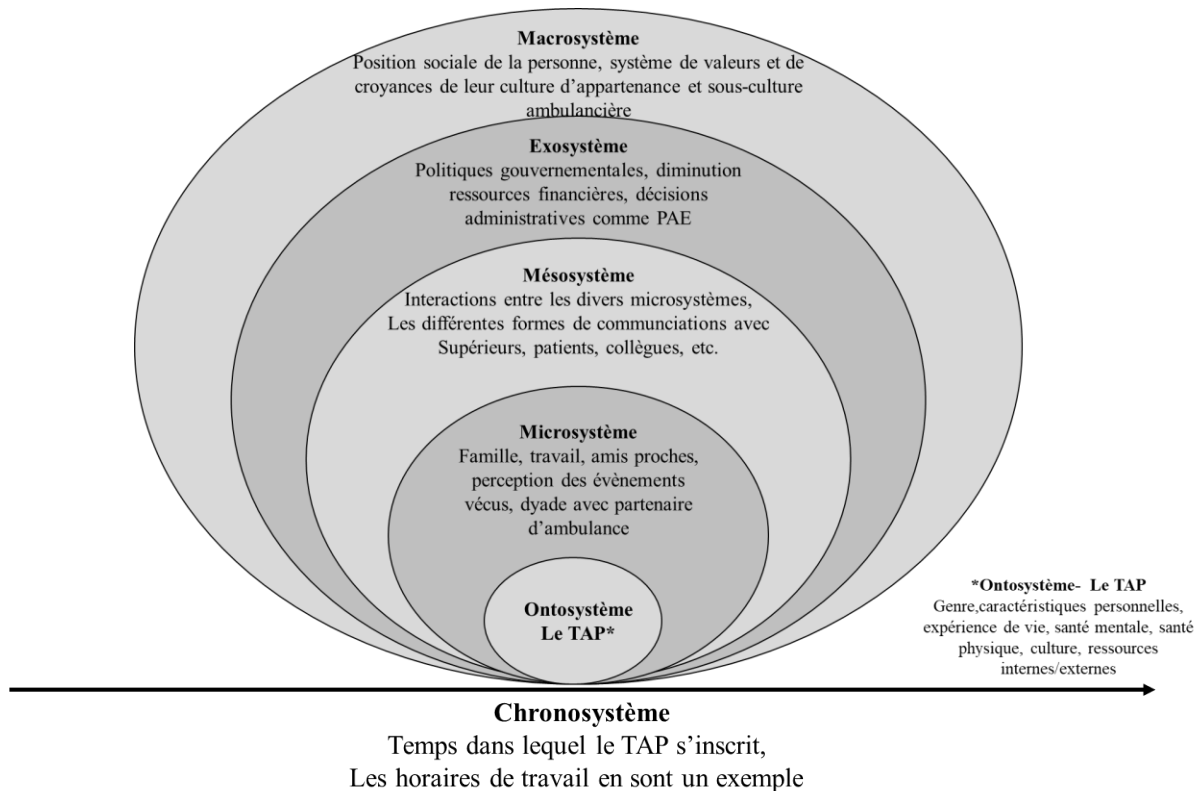 Macrosystème
Position sociale de la personne, système de valeurs et de
croyances de leur culture d’appartenance et sous-culture
ambulancière
Exosystème
Politiques gouvernementales, diminution
ressources financières, décisions
administratives comme PAE
Mésosystème
Interactions entre les divers microsystèmes,
Les différentes formes de communciations avec
Supérieurs, patients, collègues, etc.
Microsystème
Famille, travail, amis proches,
perception des évènements
vécus, dyade avec partenaire
d’ambulance
Ontosystème
Le TAP*
*Ontosystème- Le TAP
Genre,caractéristiques personnelles,
expérience de vie, santé mentale, santé
physique, culture, ressources
internes/externes
Chronosystème
Temps dans lequel le TAP s’inscrit,
Les horaires de travail en sont un exemple